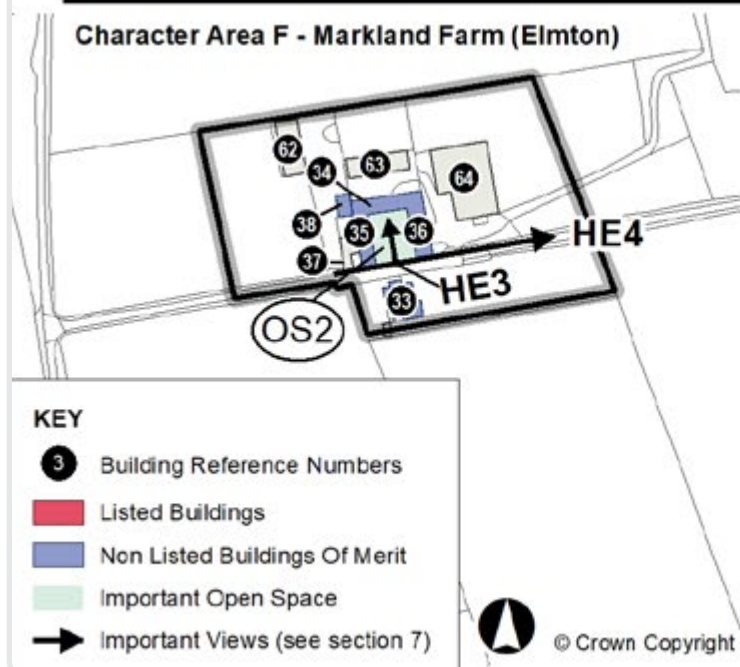 Character Area F - Markland Farm (Elmton)
62
34
63
64
38
35
36
HE4
37
HE3
33
OS2
KEY
3 Building Reference Numbers
Listed Buildings
Non Listed Buildings Of Merit
Important Open Space
Important Views (see section 7)
© Crown Copyright